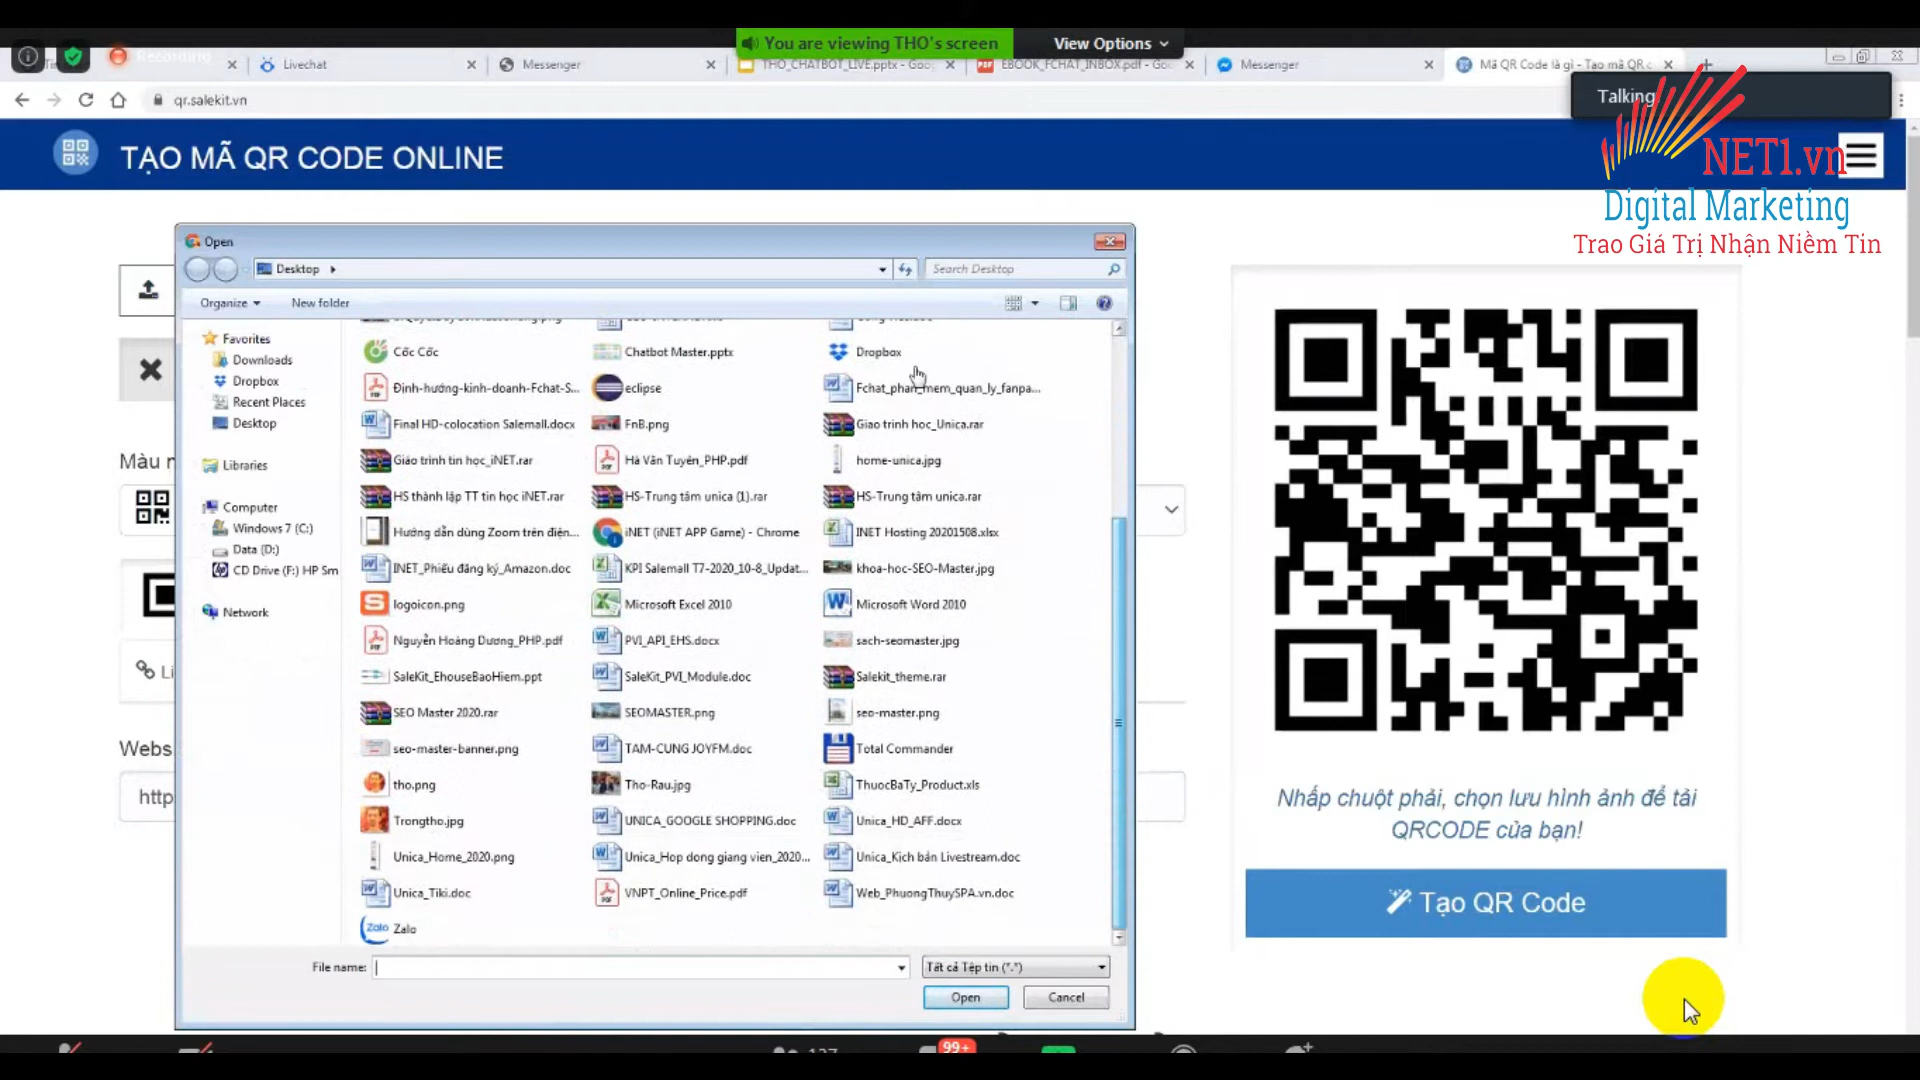 You are viewing THO's screen
View Options
Recording
Livechat
Messenger
THO_CHATBOT_LIVE.pptx - Goo
EBOOK_FCHAT_INBOX.pdf - Go
Messenger
Mã QR Code là gì - Tạo mã QR c
qr.salekit.vn
Talking:
TẠO MÃ QR CODE ONLINE
NET1.vn
Digital Marketing
Trao Giá Trị Nhận Niềm Tin
Open
Desktop
Search Desktop
Organize
New folder
Favorites
Downloads
Dropbox
Recent Places
Desktop
Libraries
Computer
Windows 7 (C:)
Data (D:)
CD Drive (F:) HP Sm
Network
Cốc Cốc
Chatbot Master.pptx
Dropbox
Định-hướng-kinh-doanh-Fchat-S...
eclipse
Fchat_phan_mem_quan_ly_fanpa...
Final HD-colocation Salemall.docx
FnB.png
Giao trinh hoc_Unica.rar
Giáo trình tin học_iNET.rar
Hà Văn Tuyên_PHP.pdf
home-unica.jpg
HS thành lập TT tin học iNET.rar
HS-Trung tâm unica (1).rar
HS-Trung tâm unica.rar
Hướng dẫn dùng Zoom trên điện...
iNET (iNET APP Game) - Chrome
INET Hosting 20201508.xlsx
INET_Phiếu đăng ký_Amazon.doc
KPI Salemall T7-2020_10-8_Updat...
khoa-hoc-SEO-Master.jpg
logoicon.png
Microsoft Excel 2010
Microsoft Word 2010
Nguyễn Hoàng Dương_PHP.pdf
PVI_API_EHS.docx
sach-seomaster.jpg
SaleKit_EhouseBaoHiem.ppt
SaleKit_PVI_Module.doc
Salekit_theme.rar
SEO Master 2020.rar
SEOMASTER.png
seo-master.png
seo-master-banner.png
TAM-CUNG JOYFM.doc
Total Commander
tho.png
Tho-Rau.jpg
ThuocBaTy_Product.xls
Trongtho.jpg
UNICA_GOOGLE SHOPPING.doc
Unica_HD_AFF.docx
Unica_Home_2020.png
Unica_Hop dong giang vien_2020...
Unica_Kịch bản Livestream.doc
Unica_Tiki.doc
VNPT_Online_Price.pdf
Web_PhuongThuySPA.vn.doc
Zalo
Zalo
File name:
Tất cả Tệp tin (*.*)
Open
Cancel
Màu
Li
Webs
http
Nhấp chuột phải, chọn lưu hình ảnh để tải
QRCODE của bạn!
Tạo QR Code
99+